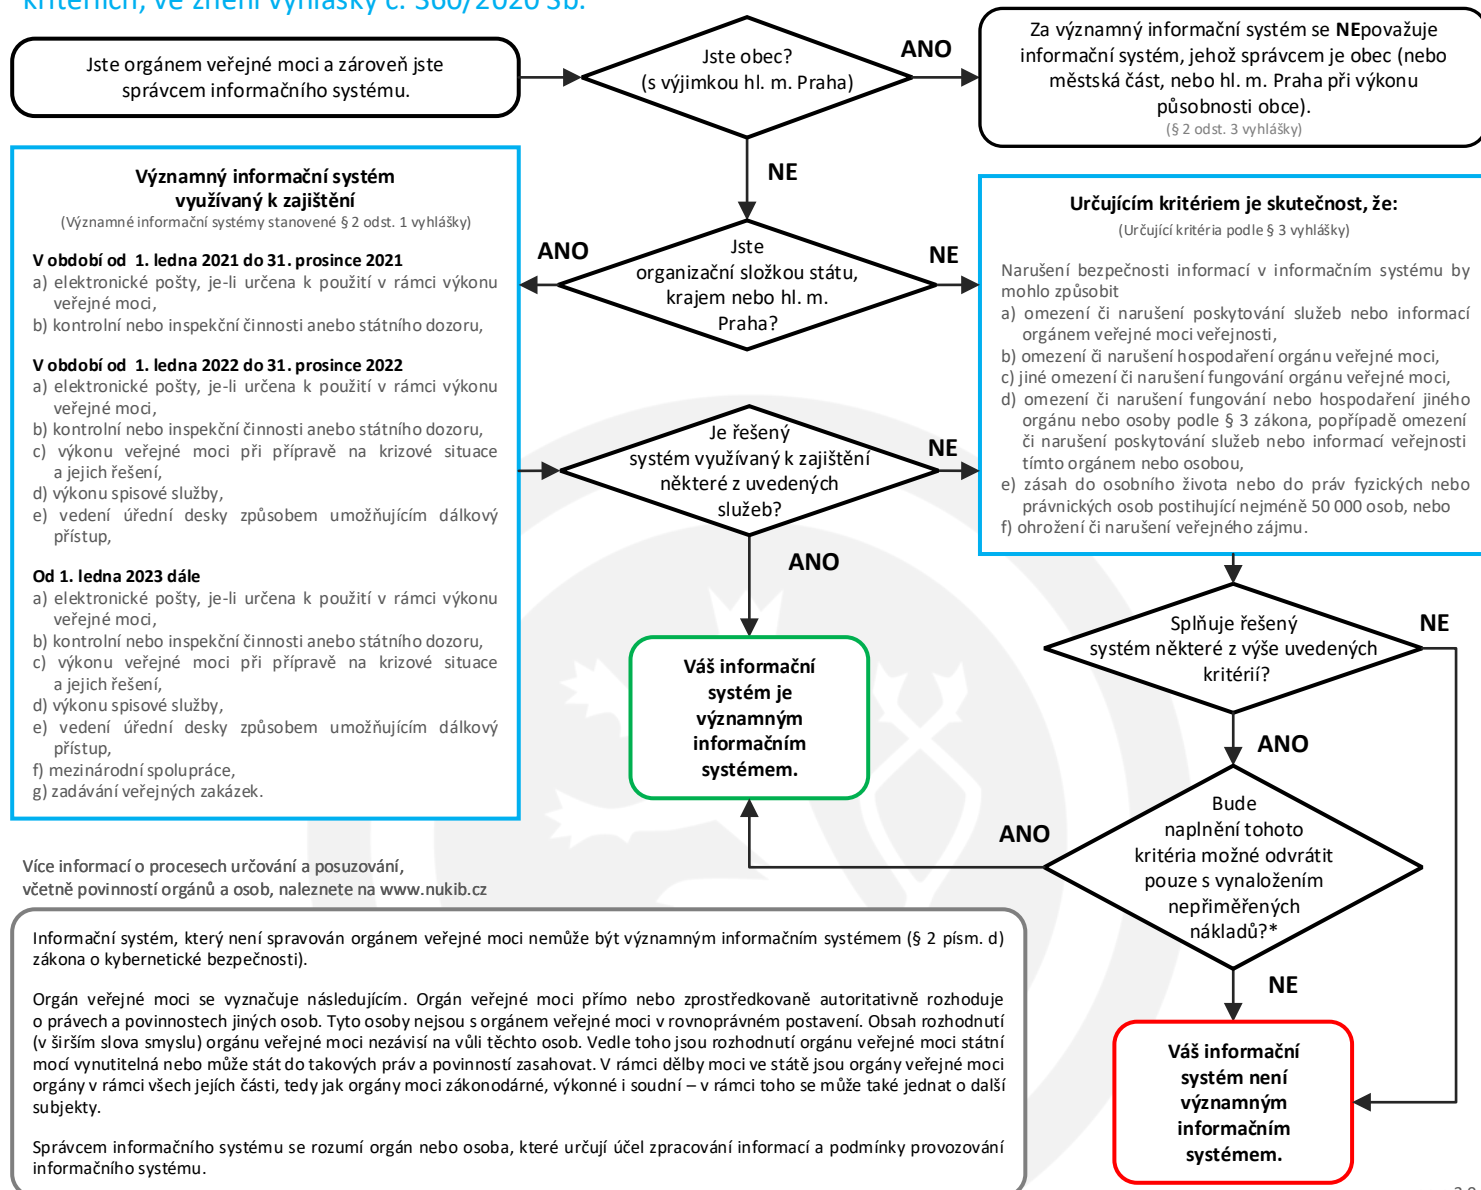 kritériích, ve znění vyhlášky č. 360/2020 Sb.
Jste orgánem veřejné moci a zároveň jste
správcem informačního systému.
Jste obec?
(s výjimkou hl. m. Praha)
ANO
Za významný informační systém se NEpovažuje
informační systém, jehož správcem je obec (nebo
městská část, nebo hl. m. Praha při výkonu
působnosti obce).
(§ 2 odst. 3 vyhlášky)
NE
Významný informační systém
využívaný k zajištění
(Významné informační systémy stanovené § 2 odst. 1 vyhlášky)
V období od 1. ledna 2021 do 31. prosince 2021
a) elektronické pošty, je-li určena k použití v rámci výkonu
veřejné moci,
b) kontrolní nebo inspekční činnosti anebo státního dozoru,
V období od 1. ledna 2022 do 31. prosince 2022
a) elektronické pošty, je-li určena k použití v rámci výkonu
veřejné moci,
b) kontrolní nebo inspekční činnosti anebo státního dozoru,
c) výkonu veřejné moci při přípravě na krizové situace
a jejich řešení,
d) výkonu spisové služby,
e) vedení úřední desky způsobem umožňujícím dálkový
přístup,
Od 1. ledna 2023 dále
a) elektronické pošty, je-li určena k použití v rámci výkonu
veřejné moci,
b) kontrolní nebo inspekční činnosti anebo státního dozoru,
c) výkonu veřejné moci při přípravě na krizové situace
a jejich řešení,
d) výkonu spisové služby,
e) vedení úřední desky způsobem umožňujícím dálkový
přístup,
f) mezinárodní spolupráce,
g) zadávání veřejných zakázek.
ANO
Jste
organizační složkou státu,
krajem nebo hl. m.
Praha?
NE
Určujícím kritériem je skutečnost, že:
(Určující kritéria podle § 3 vyhlášky)
Narušení bezpečnosti informací v informačním systému by
mohlo způsobit
a) omezení či narušení poskytování služeb nebo informací
orgánem veřejné moci veřejnosti,
b) omezení či narušení hospodaření orgánu veřejné moci,
c) jiné omezení či narušení fungování orgánu veřejné moci,
d) omezení či narušení fungování nebo hospodaření jiného
orgánu nebo osoby podle § 3 zákona, popřípadě omezení
či narušení poskytování služeb nebo informací veřejnosti
tímto orgánem nebo osobou,
e) zásah do osobního života nebo do práv fyzických nebo
právnických osob postihující nejméně 50 000 osob, nebo
f) ohrožení či narušení veřejného zájmu.
Je řešený
systém využívaný k zajištění
některé z uvedených
služeb?
NE
ANO
Váš informační
systém je
významným
informačním
systémem.
Splňuje řešený
systém některé z výše uvedených
kritérií?
NE
ANO
Bude
naplnění tohoto
kritéria možné odvrátit
pouze s vynaložením
nepřiměřených
nákladů?*
ANO
NE
Váš informační
systém není
významným
informačním
systémem.
Více informací o procesech určování a posuzování,
včetně povinností orgánů a osob, naleznete na www.nukib.cz
Informační systém, který není spravován orgánem veřejné moci nemůže být významným informačním systémem (§ 2 písm. d)
zákona o kybernetické bezpečnosti).
Orgán veřejné moci se vyznačuje následujícím. Orgán veřejné moci přímo nebo zprostředkovaně autoritativně rozhoduje
o právech a povinnostech jiných osob. Tyto osoby nejsou s orgánem veřejné moci v rovnoprávném postavení. Obsah rozhodnutí
(v širším slova smyslu) orgánu veřejné moci nezávisí na vůli těchto osob. Vedle toho jsou rozhodnutí orgánu veřejné moci státní
mocí vynutitelná nebo může stát do takových práv a povinností zasahovat. V rámci dělby moci ve státě jsou orgány veřejné moci
orgány v rámci všech jejích části, tedy jak orgány moci zákonodárné, výkonné i soudní – v rámci toho se může také jednat o další
subjekty.
Správcem informačního systému se rozumí orgán nebo osoba, které určují účel zpracování informací a podmínky provozování
informačního systému.